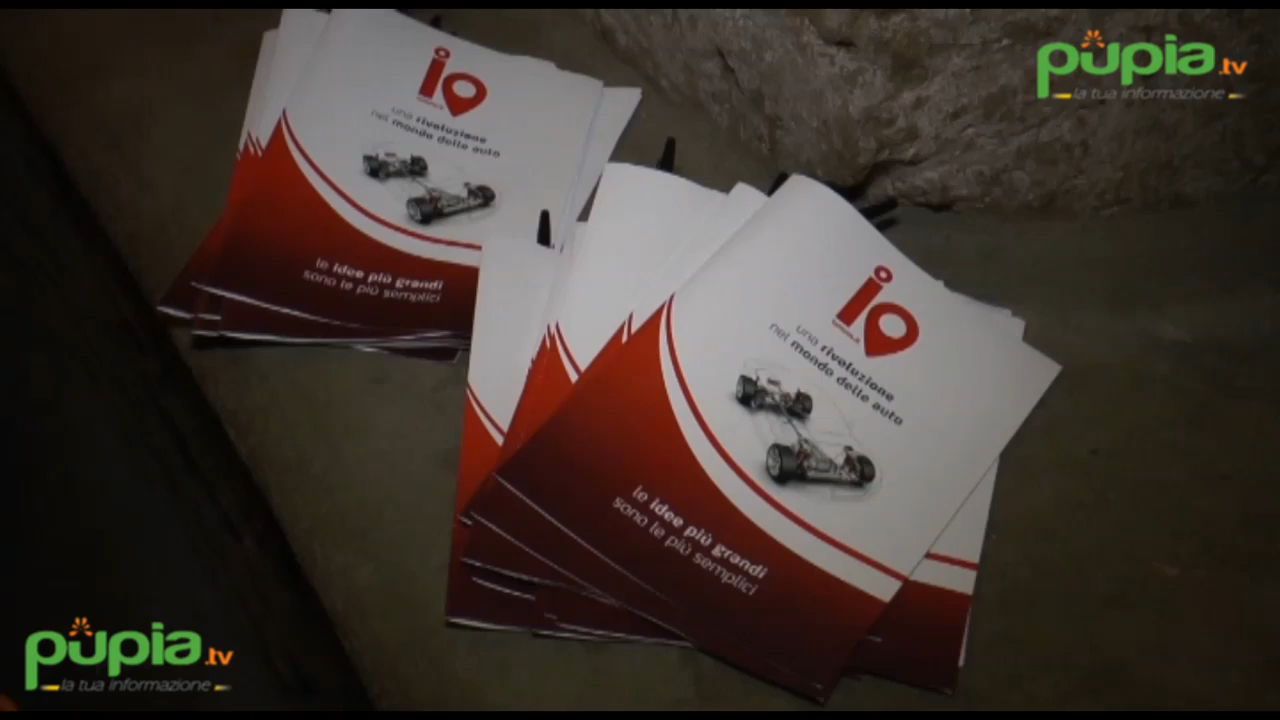 pupia.tv
la tua informazione
io
una rivoluzione
nel mondo delle auto
le idee più grandi
sono le più semplici
io
una rivoluzione
nel mondo delle auto
le idee più grandi
sono le più semplici
pupia.tv
la tua informazione